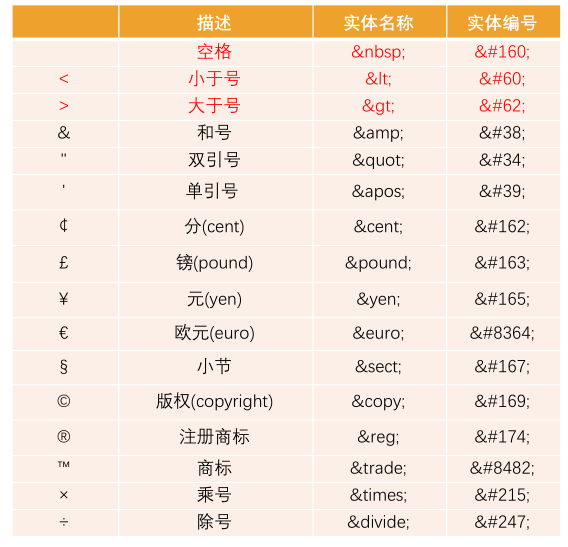 描述 实体名称 实体编号
空格 &nbsp; &#160;
< 小于号 &lt; &#60;
> 大于号 &gt; &#62;
& 和号 &amp; &#38;
" 双引号 &quot; &#34;
' 单引号 &apos; &#39;
¢ 分(cent) &cent; &#162;
£ 镑(pound) &pound; &#163;
¥ 元(yen) &yen; &#165;
€ 欧元(euro) &euro; &#8364;
§ 小节 &sect; &#167;
© 版权(copyright) &copy; &#169;
® 注册商标 &reg; &#174;
™ 商标 &trade; &#8482;
× 乘号 &times; &#215;
÷ 除号 &divide; &#247;